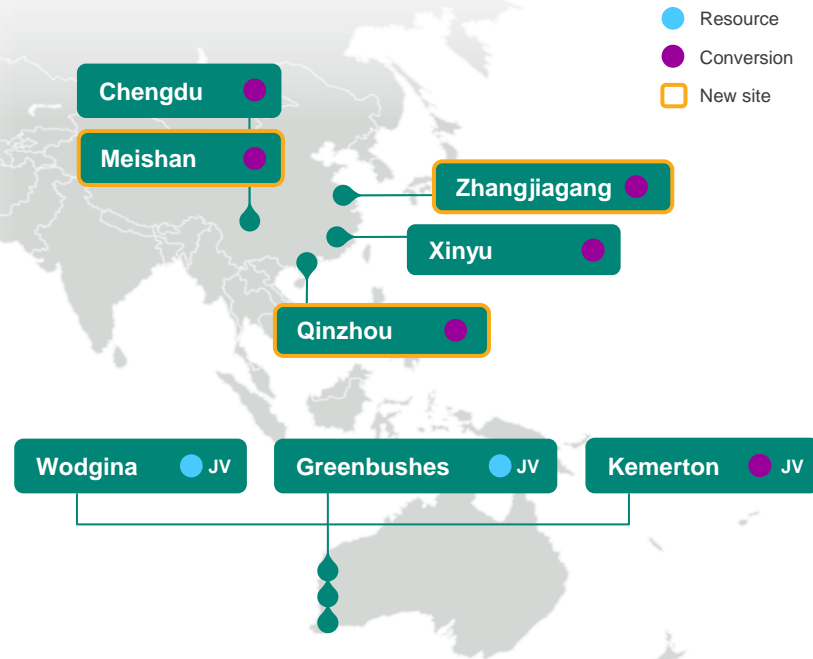 Resource
Conversion
New site
Chengdu
Meishan
Zhangjiagang
Xinyu
Qinzhou
Wodgina JV
Greenbushes JV
Kemerton JV